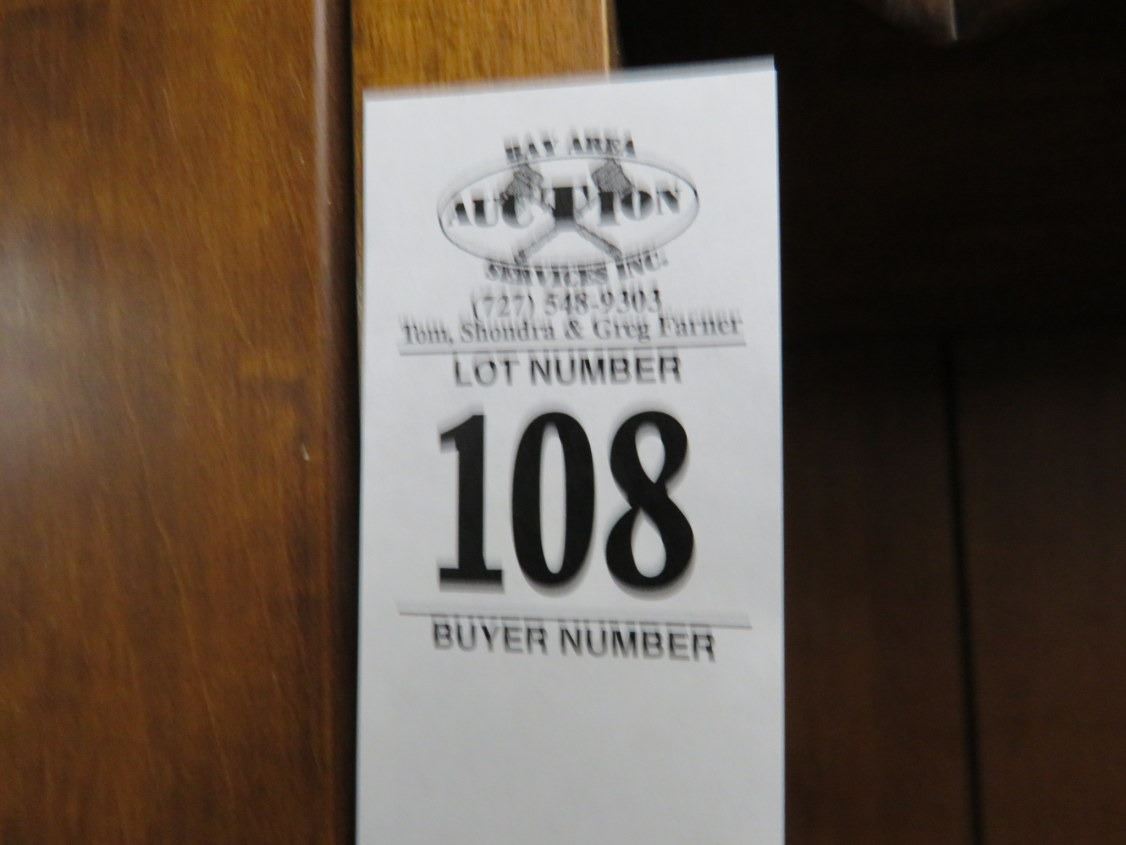 BAY AREA
AUCTION
SERVICES INC.
(727) 548-9303
Tom, Shondra & Greg Farner
LOT NUMBER
108
BUYER NUMBER